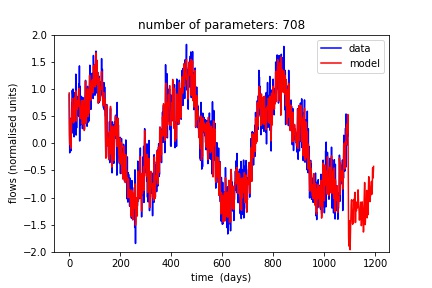 number of parameters: 708
data
model
flows (normalised units)
2.0
1.5
1.0
0.5
0.0
−0.5
−1.0
−1.5
−2.0
0 200 400 600 800 1000 1200
time (days)